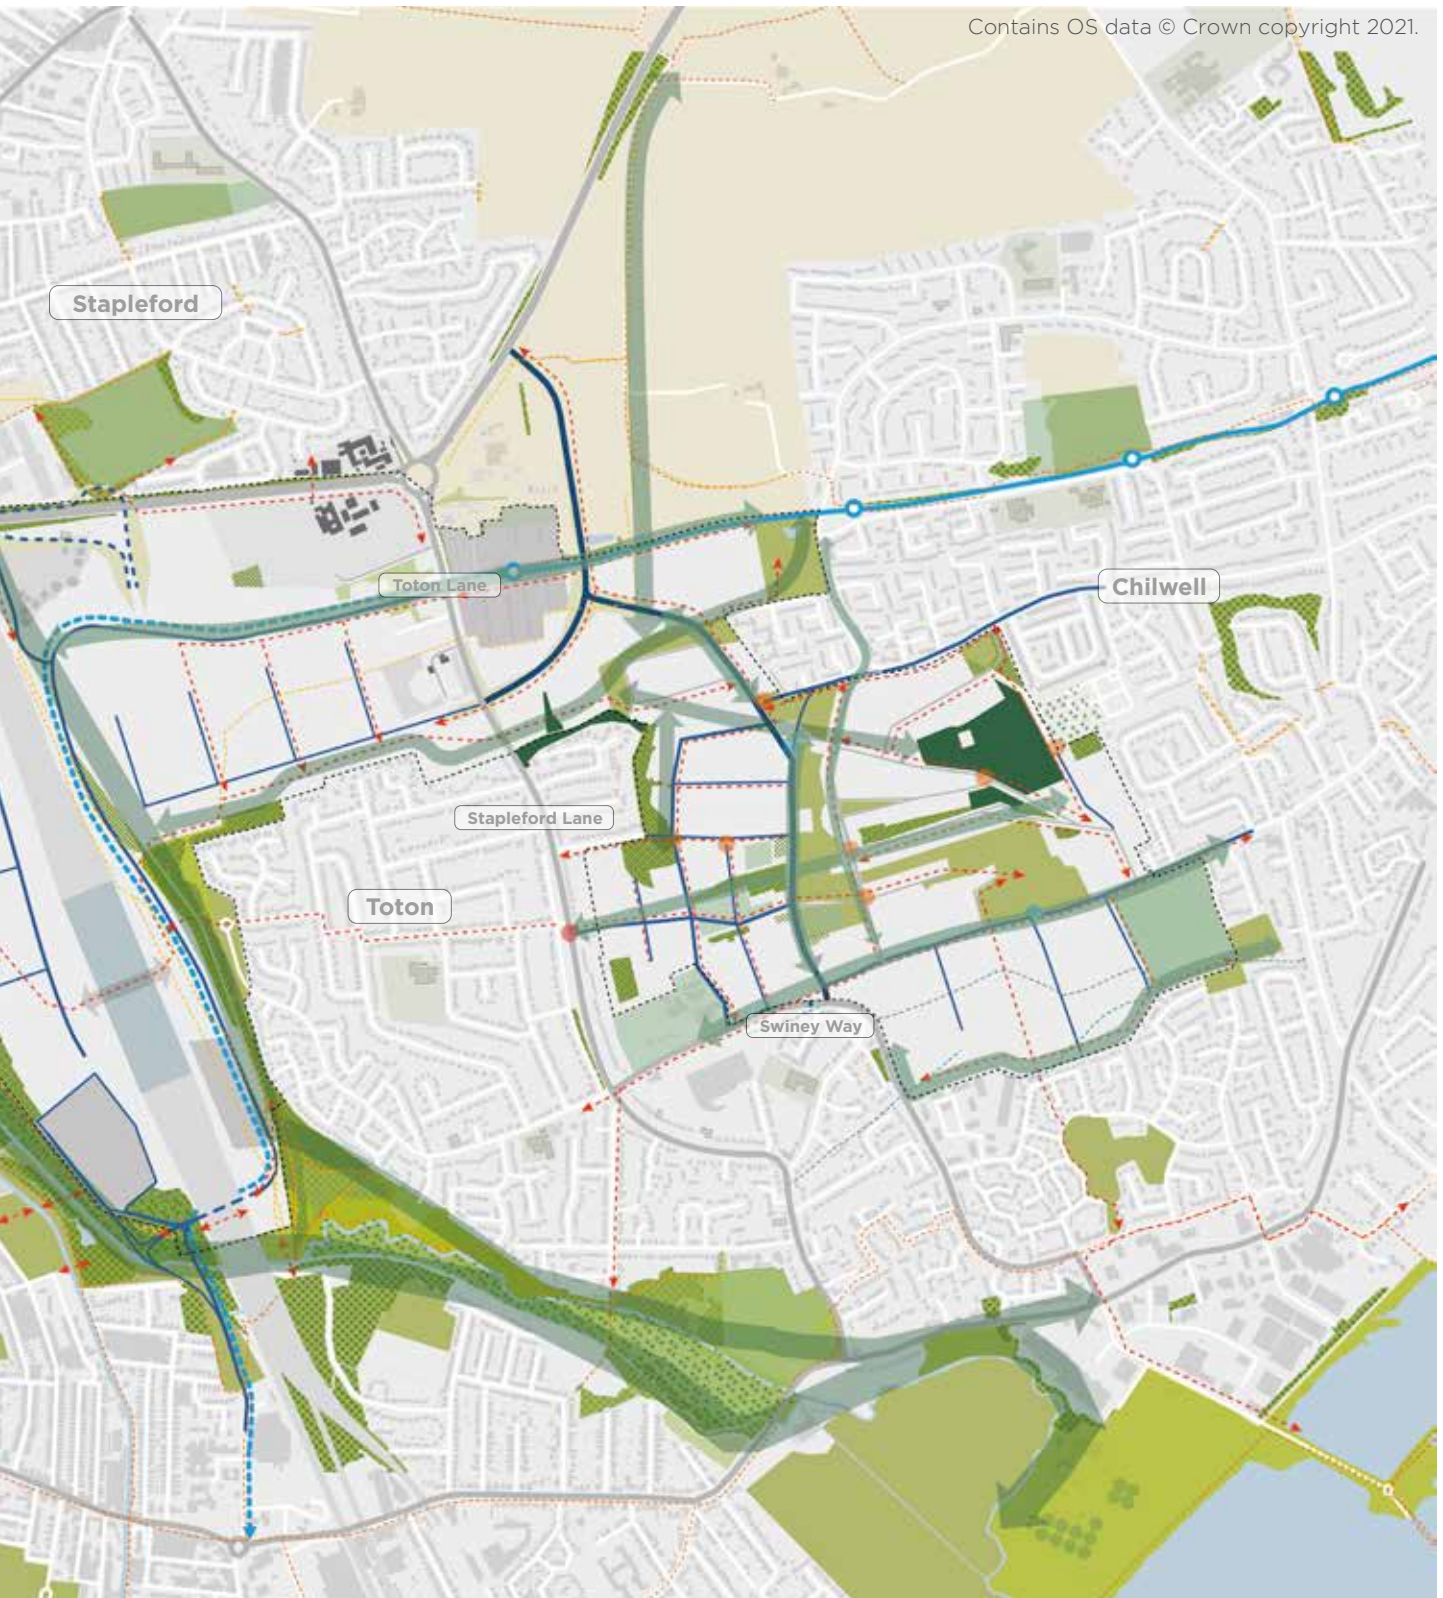 Contains OS data © Crown copyright 2021.
Stapleford
Toton Lane
Chilwell
Stapleford Lane
Toton
Swiney Way